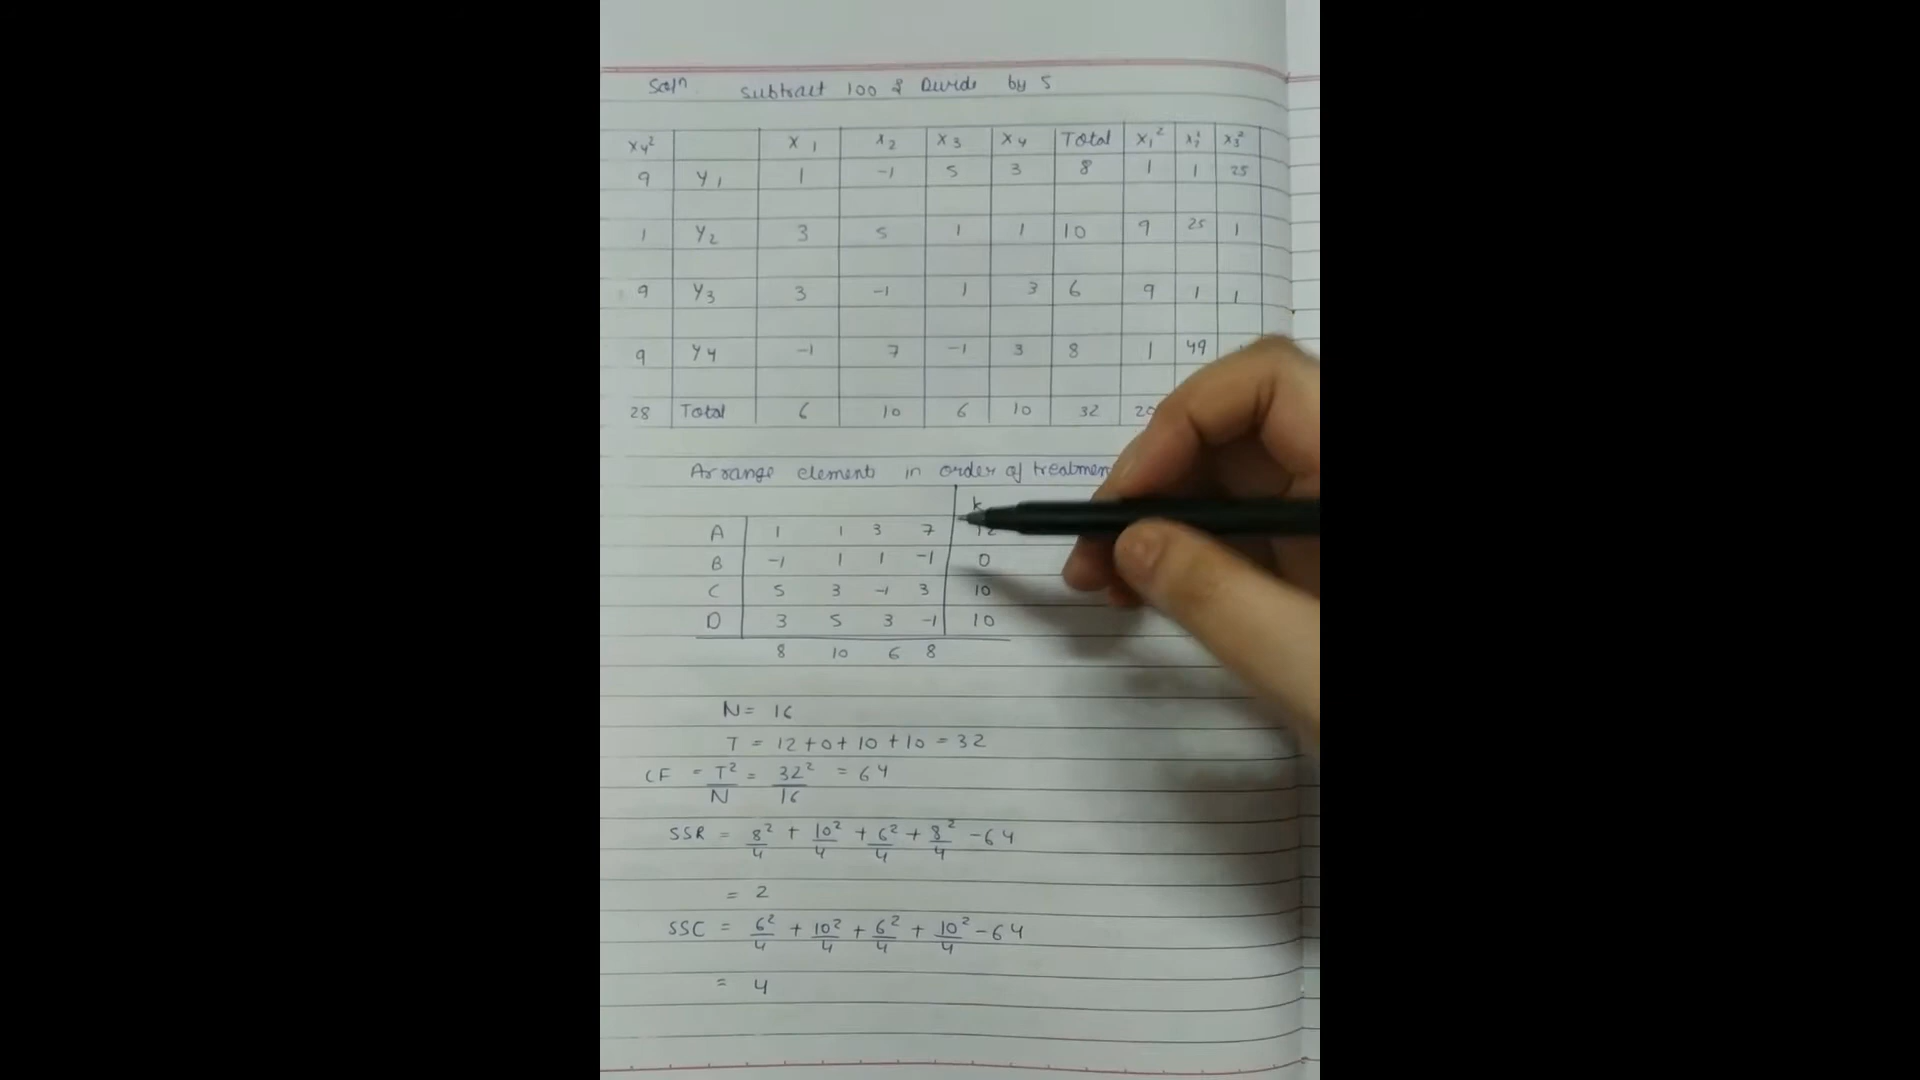 Soln Subtract 100 & Divide by 5
x4² x1 x2 x3 x4 Total x1² x2² x3²
9 y1 1 -1 5 3 8 1 1 25
1 y2 3 5 1 1 10 9 25 1
9 y3 3 -1 1 3 6 9 1 1
9 y4 -1 7 -1 3 8 1 49
28 Total 6 10 6 10 32 20
Arrange elements in order of treatmen
k
A 1 1 3 7 12
B -1 1 1 -1 0
C 5 3 -1 3 10
D 3 5 3 -1 10
8 10 6 8
N = 16
T = 12+0+10+10 = 32
CF = T²/N = 32²/16 = 64
SSR = 8²/4 + 10²/4 + 6²/4 + 8²/4 - 64
= 2
SSC = 6²/4 + 10²/4 + 6²/4 + 10²/4 - 64
= 4